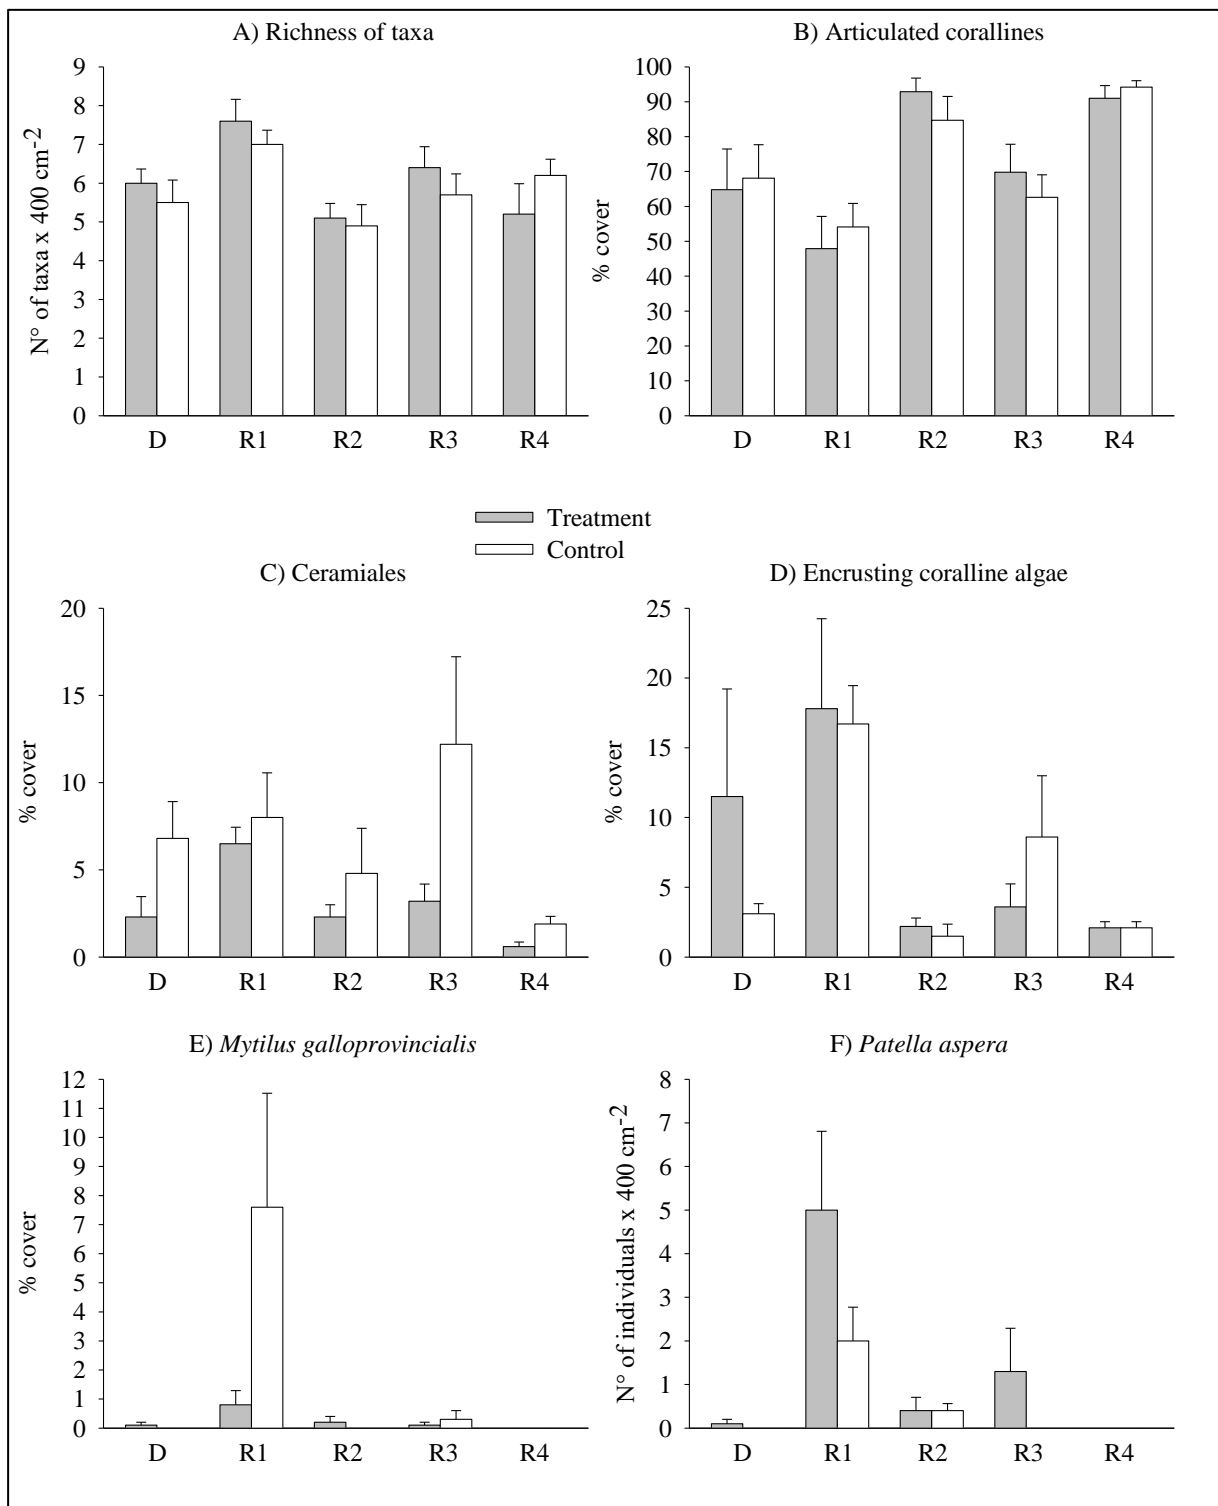 A) Richness of taxa
N° of taxa x 400 cm-2
9
8
7
6
5
4
3
2
1
0
D R1 R2 R3 R4
B) Articulated corallines
% cover
100
90
80
70
60
50
40
30
20
10
0
D R1 R2 R3 R4
Treatment
Control
C) Ceramiales
% cover
20
15
10
5
0
D R1 R2 R3 R4
D) Encrusting coralline algae
% cover
25
20
15
10
5
0
D R1 R2 R3 R4
E) Mytilus galloprovincialis
% cover
12
11
10
9
8
7
6
5
4
3
2
1
0
D R1 R2 R3 R4
F) Patella aspera
N° of individuals x 400 cm-2
8
7
6
5
4
3
2
1
0
D R1 R2 R3 R4